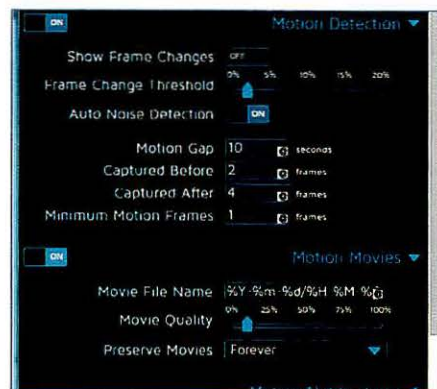 ON Motion Detection
Show Frame Changes OFF
0% 5% 10% 15% 20%
Frame Change Threshold
Auto Noise Detection ON
Motion Gap 10 seconds
Captured Before 2 frames
Captured After 4 frames
Minimum Motion Frames 1 frames
ON Motion Movies
Movie File Name %Y-%m-%d/%H %M
0% 25% 50% 75% 100%
Movie Quality
Preserve Movies Forever